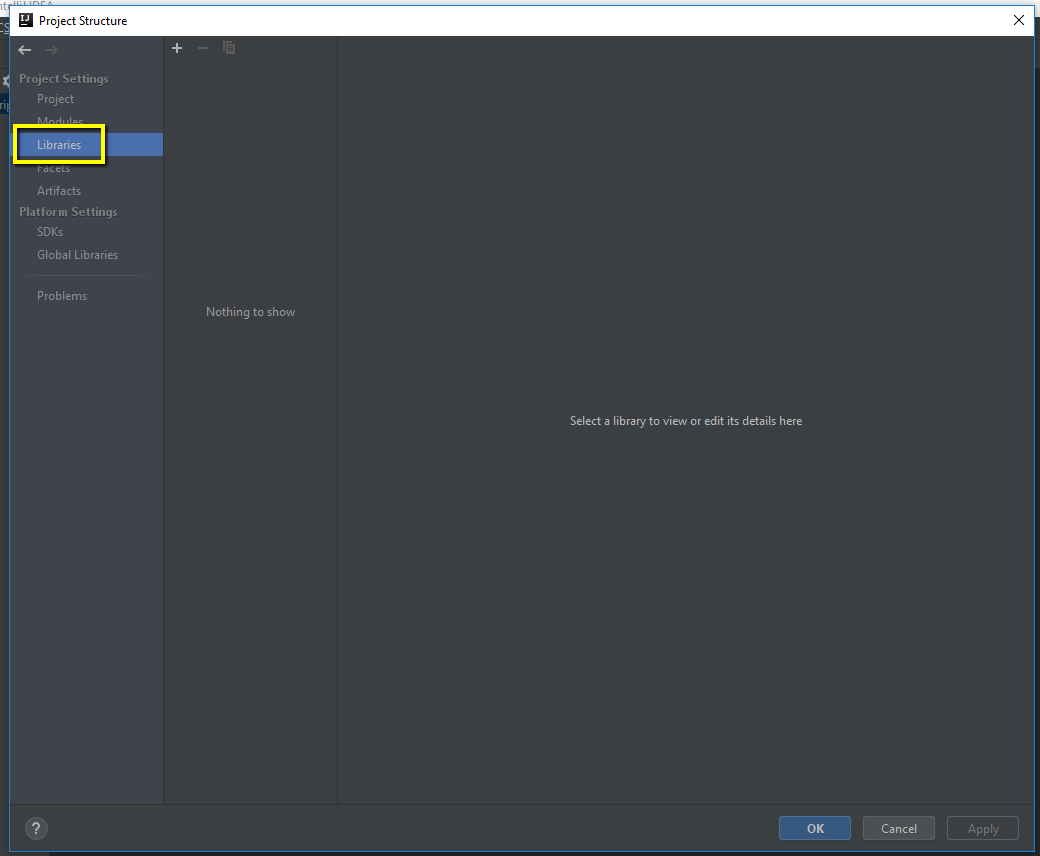 Project Structure
Project Settings
Project
Modules
Libraries
Facets
Artifacts
Platform Settings
SDKs
Global Libraries
Problems
Nothing to show
Select a library to view or edit its details here
?
OK
Cancel
Apply